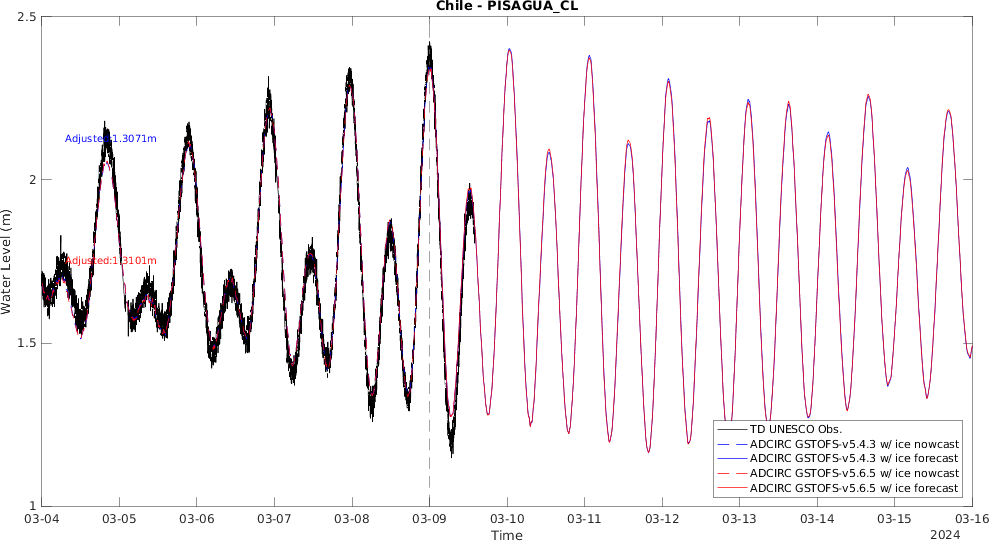 Chile - PISAGUA_CL
2.5
2
1.5
1
Water Level (m)
Adjusted:1.3071m
Adjusted:1.3101m
TD UNESCO Obs.
ADCIRC GSTOFS-v5.4.3 w/ ice nowcast
ADCIRC GSTOFS-v5.4.3 w/ ice forecast
ADCIRC GSTOFS-v5.6.5 w/ ice nowcast
ADCIRC GSTOFS-v5.6.5 w/ ice forecast
03-04 03-05 03-06 03-07 03-08 03-09 03-10 03-11 03-12 03-13 03-14 03-15 03-16
Time
2024